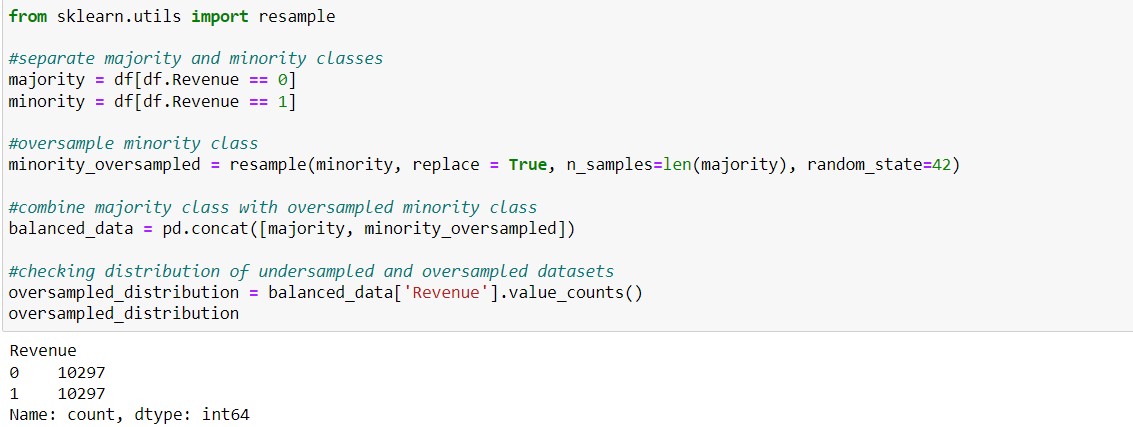 from sklearn.utils import resample
#separate majority and minority classes
majority = df[df.Revenue == 0]
minority = df[df.Revenue == 1]
#oversample minority class
minority_oversampled = resample(minority, replace = True, n_samples=len(majority), random_state=42)
#combine majority class with oversampled minority class
balanced_data = pd.concat([majority, minority_oversampled])
#checking distribution of undersampled and oversampled datasets
oversampled_distribution = balanced_data['Revenue'].value_counts()
oversampled_distribution
Revenue
0    10297
1    10297
Name: count, dtype: int64